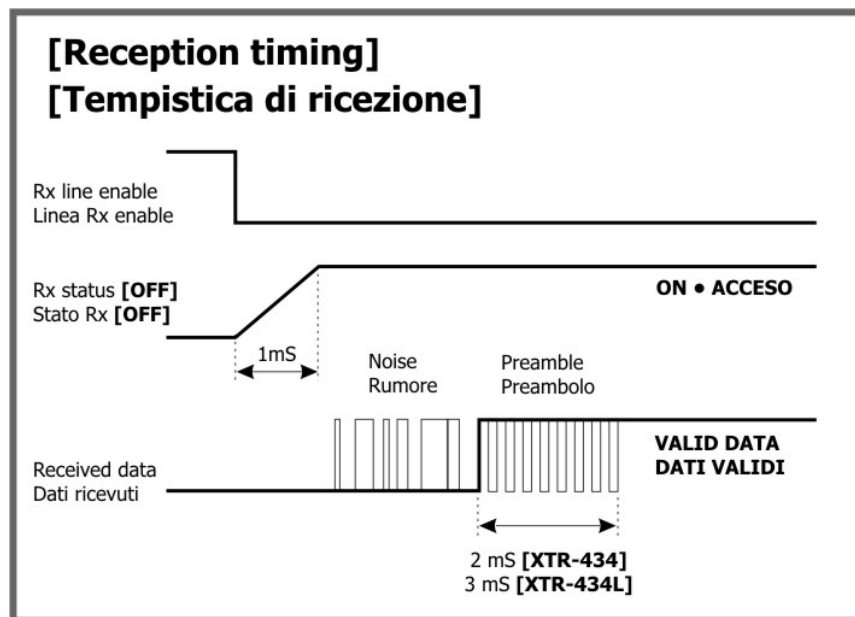 [Reception timing]
[Tempistica di ricezione]
Rx line enable
Linea Rx enable
Rx status [OFF]
Stato Rx [OFF]
ON • ACCESO
1mS
Noise
Rumore
Preamble
Preambolo
Received data
Dati ricevuti
VALID DATA
DATI VALIDI
2 mS [XTR-434]
3 mS [XTR-434L]